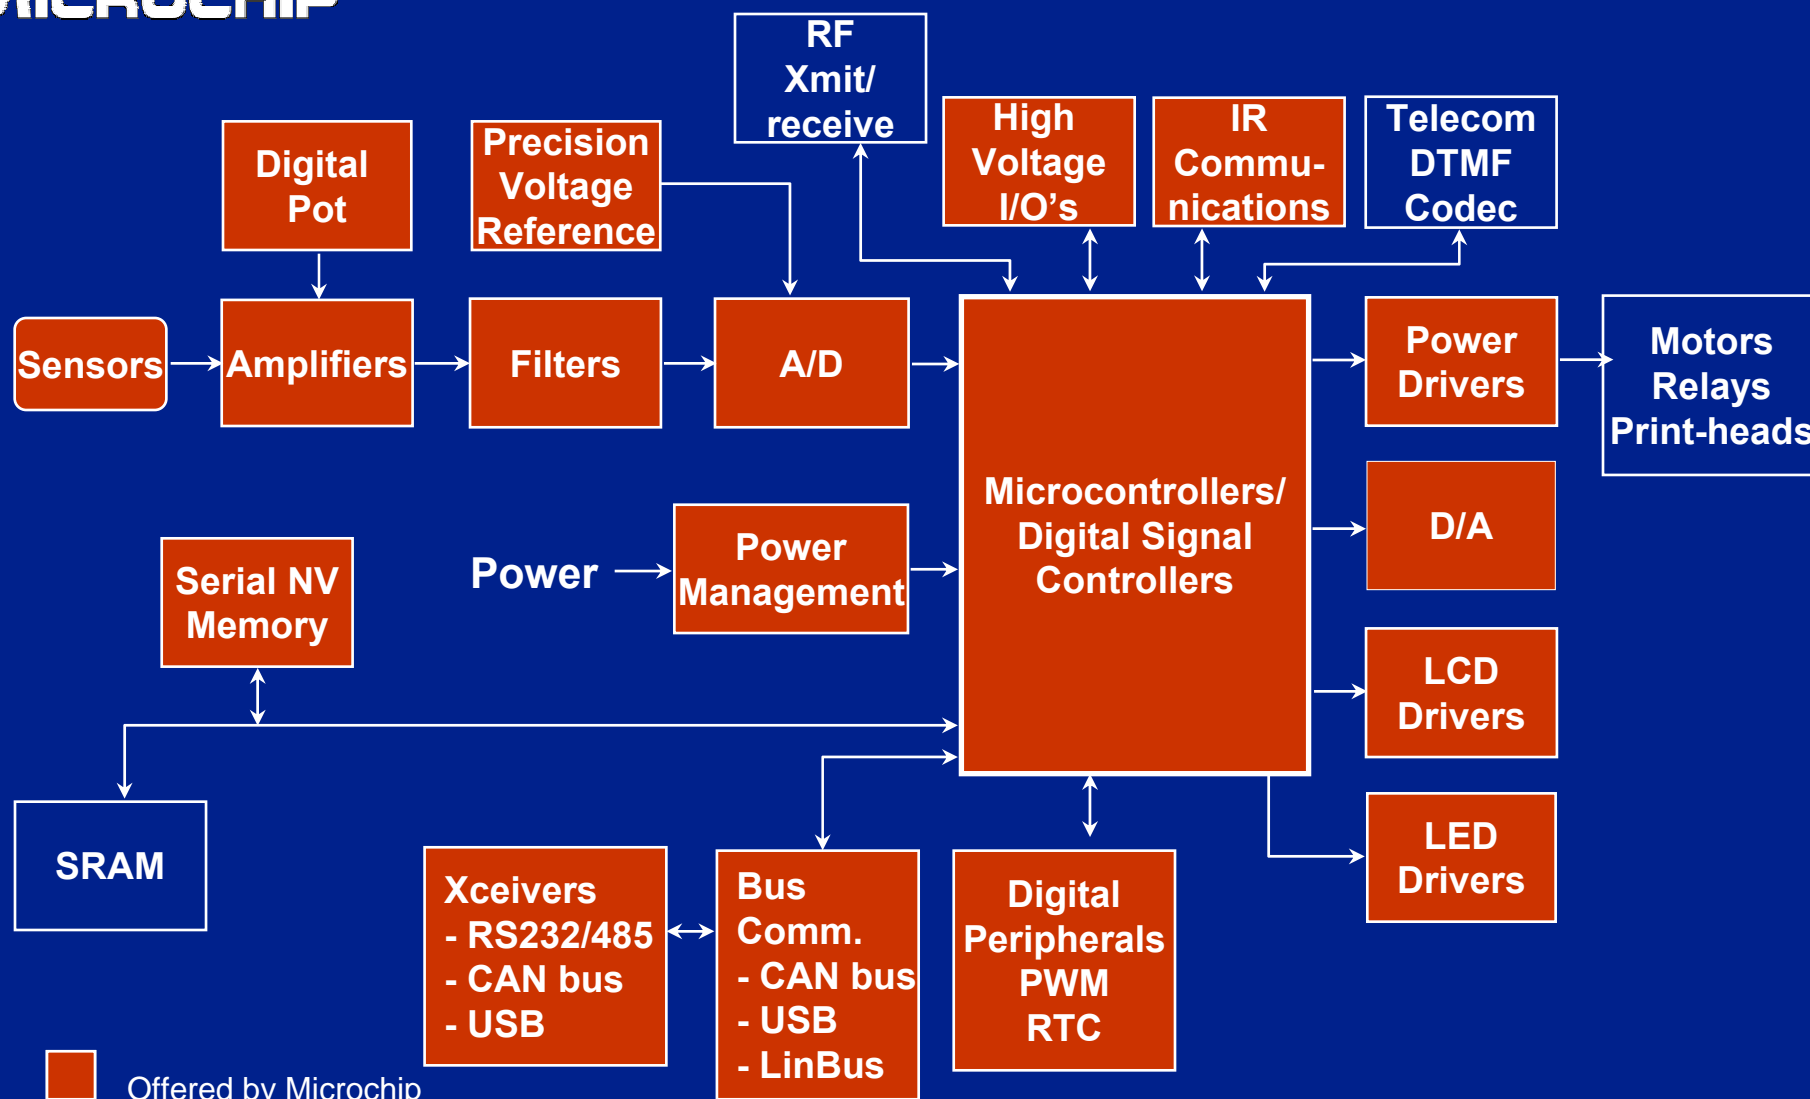 MICROCHIP
RF
Xmit/
receive
High
Voltage
I/O's
IR
Commu-
nications
Telecom
DTMF
Codec
Digital
Pot
Precision
Voltage
Reference
Sensors
Amplifiers
Filters
A/D
Microcontrollers/
Digital Signal
Controllers
Power
Drivers
Motors
Relays
Print-heads
D/A
Power
Power
Management
Serial NV
Memory
LCD
Drivers
SRAM
LED
Drivers
Xceivers
- RS232/485
- CAN bus
- USB
Bus
Comm.
- CAN bus
- USB
- LinBus
Digital
Peripherals
PWM
RTC
Offered by Microchip